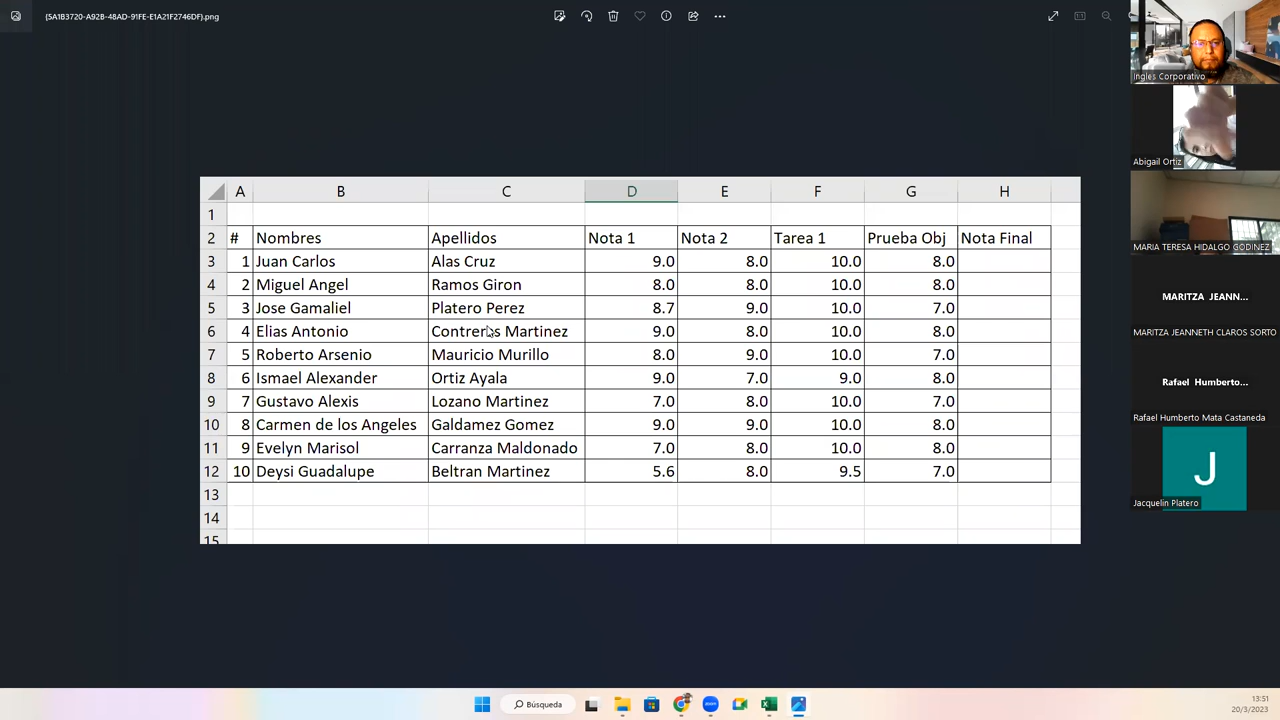 {5A1B3720-A92B-48AD-91FE-E1A21F2746DF}.png
Ingles Corporativo
Abigail Ortiz
MARIA TERESA HIDALGO GODINEZ
MARITZA JEANN...
MARITZA JEANNETH CLAROS SORTO
Rafael Humberto...
Rafael Humberto Mata Castaneda
J
Jacquelin Platero
A B C D E F G H
1
2 # Nombres Apellidos Nota 1 Nota 2 Tarea 1 Prueba Obj Nota Final
3 1 Juan Carlos Alas Cruz 9.0 8.0 10.0 8.0
4 2 Miguel Angel Ramos Giron 8.0 8.0 10.0 8.0
5 3 Jose Gamaliel Platero Perez 8.7 9.0 10.0 7.0
6 4 Elias Antonio Contreras Martinez 9.0 8.0 10.0 8.0
7 5 Roberto Arsenio Mauricio Murillo 8.0 9.0 10.0 7.0
8 6 Ismael Alexander Ortiz Ayala 9.0 7.0 9.0 8.0
9 7 Gustavo Alexis Lozano Martinez 7.0 8.0 10.0 7.0
10 8 Carmen de los Angeles Galdamez Gomez 9.0 9.0 10.0 8.0
11 9 Evelyn Marisol Carranza Maldonado 7.0 8.0 10.0 8.0
12 10 Deysi Guadalupe Beltran Martinez 5.6 8.0 9.5 7.0
13
14
15
Búsqueda
13:51
20/3/2023